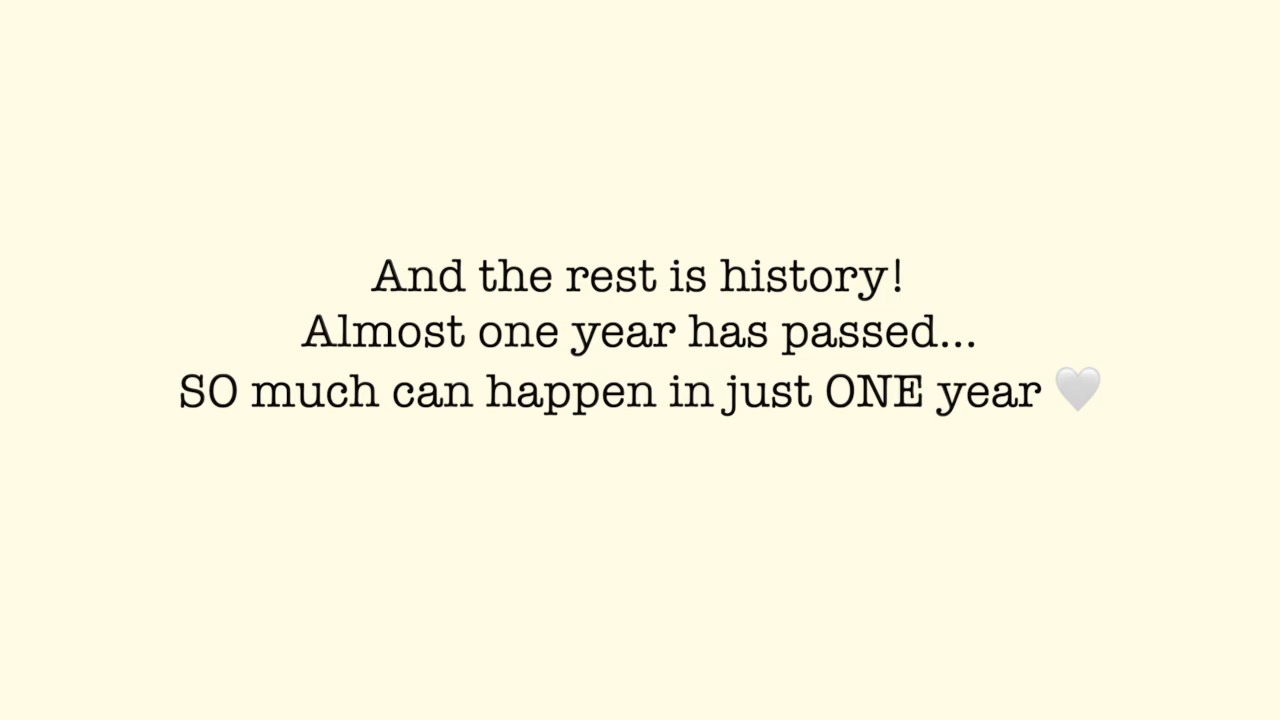 And the rest is history!
Almost one year has passed...
SO much can happen in just ONE year 🤍